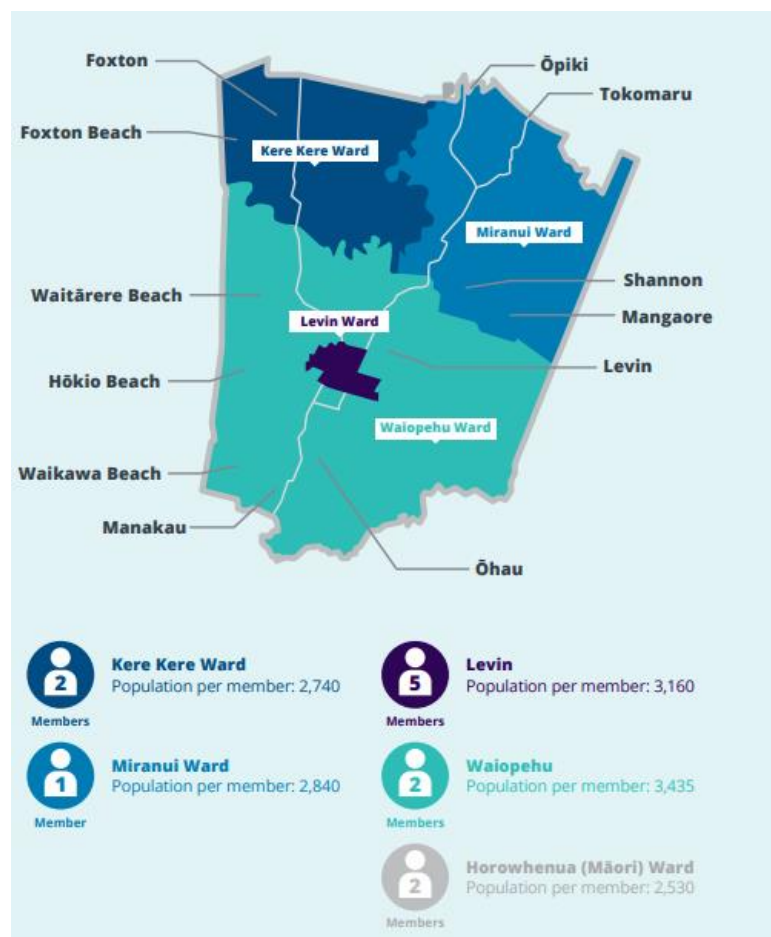 Foxton
Ōpiki
Tokomaru
Foxton Beach
Kere Kere Ward
Miranui Ward
Shannon
Waitārere Beach
Mangaore
Levin Ward
Levin
Hōkio Beach
Waiopehu Ward
Waikawa Beach
Manakau
Ōhau
2
Members
Kere Kere Ward
Population per member: 2,740
5
Members
Levin
Population per member: 3,160
1
Member
Miranui Ward
Population per member: 2,840
2
Members
Waiopehu
Population per member: 3,435
2
Members
Horowhenua (Māori) Ward
Population per member: 2,530